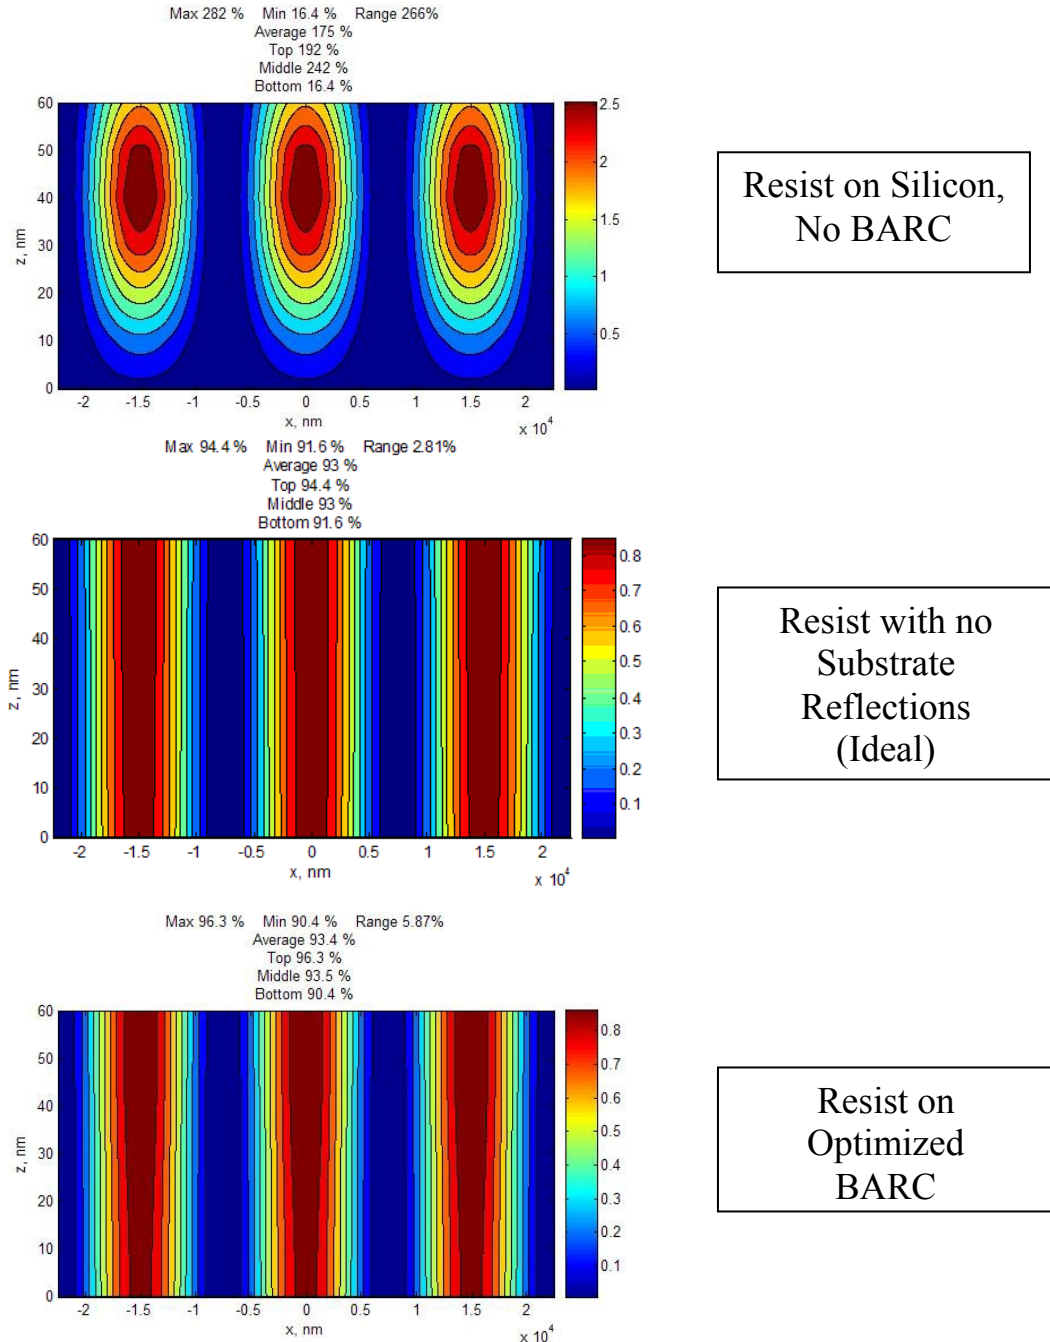 Max 282 % Min 16.4 % Range 266%
Average 175 %
Top 192 %
Middle 242 %
Bottom 16.4 %
60
50
40
30
20
10
0
z, nm
-2 -1.5 -1 -0.5 0 0.5 1 1.5 2
x, nm
x 10^4
2.5
2
1.5
1
0.5
Resist on Silicon,
No BARC
Max 94.4 % Min 91.6 % Range 2.81%
Average 93 %
Top 94.4 %
Middle 93 %
Bottom 91.6 %
60
50
40
30
20
10
0
z, nm
-2 -1.5 -1 -0.5 0 0.5 1 1.5 2
x, nm
x 10^4
0.8
0.7
0.6
0.5
0.4
0.3
0.2
0.1
Resist with no
Substrate
Reflections
(Ideal)
Max 96.3 % Min 90.4 % Range 5.87%
Average 93.4 %
Top 96.3 %
Middle 93.5 %
Bottom 90.4 %
60
50
40
30
20
10
0
z, nm
-2 -1.5 -1 -0.5 0 0.5 1 1.5 2
x, nm
x 10^4
0.8
0.7
0.6
0.5
0.4
0.3
0.2
0.1
Resist on
Optimized
BARC